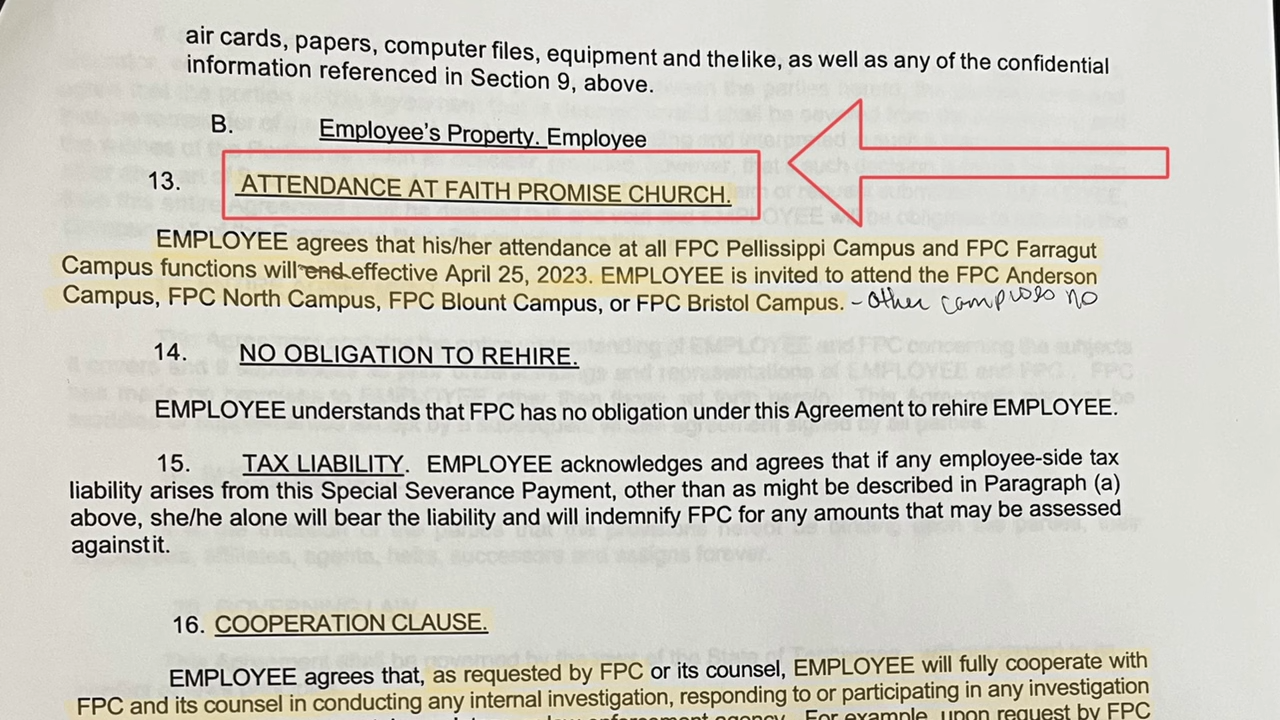 air cards, papers, computer files, equipment and thelike, as well as any of the confidential
information referenced in Section 9, above.
B. Employee's Property. Employee
13. ATTENDANCE AT FAITH PROMISE CHURCH.
EMPLOYEE agrees that his/her attendance at all FPC Pellissippi Campus and FPC Farragut
Campus functions will end effective April 25, 2023. EMPLOYEE is invited to attend the FPC Anderson
Campus, FPC North Campus, FPC Blount Campus, or FPC Bristol Campus. - other campuses no
14. NO OBLIGATION TO REHIRE.
EMPLOYEE understands that FPC has no obligation under this Agreement to rehire EMPLOYEE.
15. TAX LIABILITY. EMPLOYEE acknowledges and agrees that if any employee-side tax
liability arises from this Special Severance Payment, other than as might be described in Paragraph (a)
above, she/he alone will bear the liability and will indemnify FPC for any amounts that may be assessed
againstit.
16. COOPERATION CLAUSE.
EMPLOYEE agrees that, as requested by FPC or its counsel, EMPLOYEE will fully cooperate with
FPC and its counsel in conducting any internal investigation, responding to or participating in any investigation
agency. For example, upon request by FPC